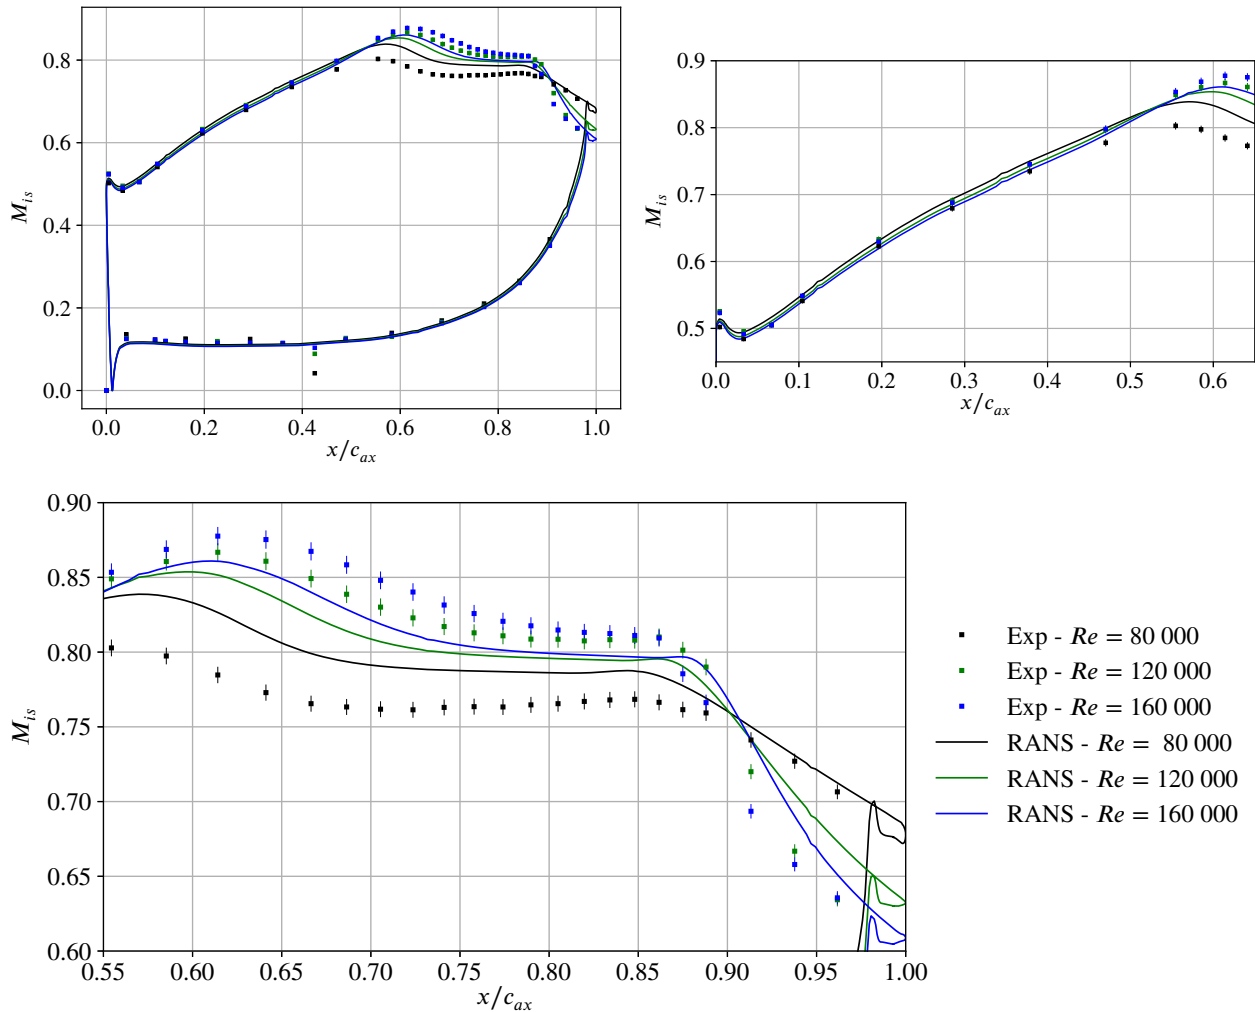 0.8
0.6
0.4
0.2
0.0
M_is
0.0 0.2 0.4 0.6 0.8 1.0
x/c_ax
0.9
0.8
0.7
0.6
0.5
M_is
0.0 0.1 0.2 0.3 0.4 0.5 0.6
x/c_ax
0.90
0.85
0.80
0.75
0.70
0.65
0.60
M_is
0.55 0.60 0.65 0.70 0.75 0.80 0.85 0.90 0.95 1.00
x/c_ax
Exp - Re = 80 000
Exp - Re = 120 000
Exp - Re = 160 000
RANS - Re = 80 000
RANS - Re = 120 000
RANS - Re = 160 000